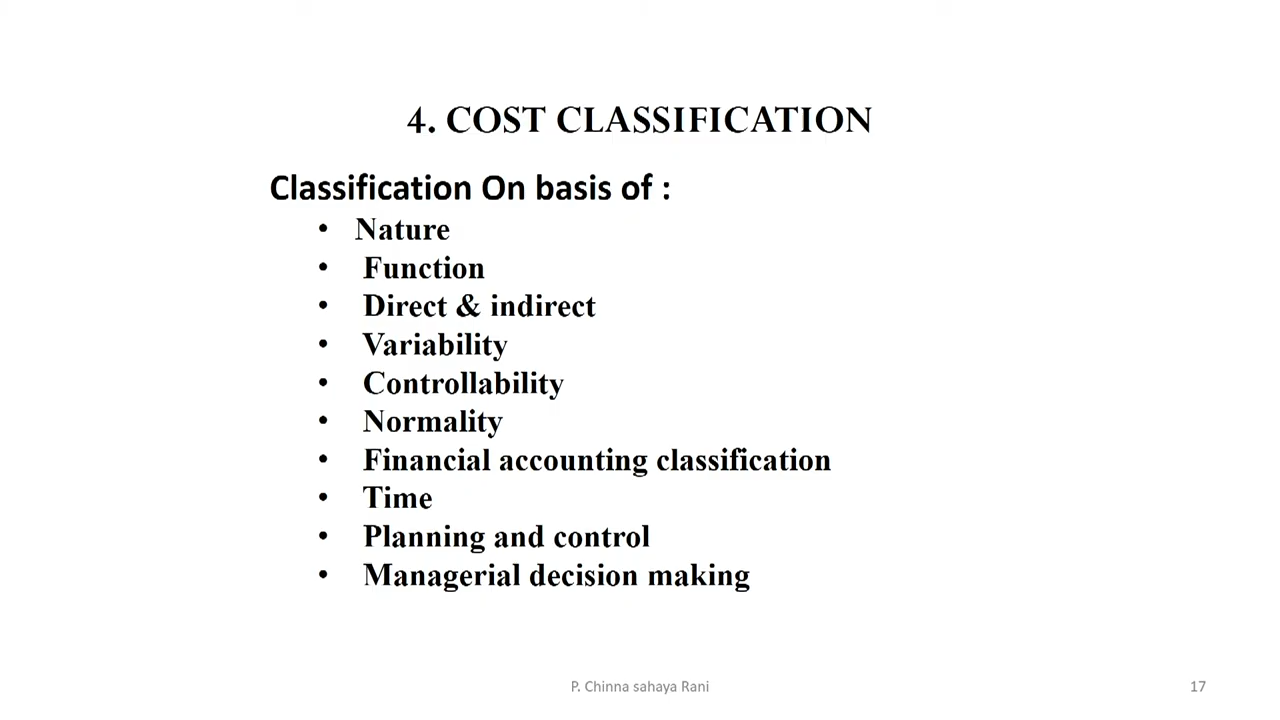 4. COST CLASSIFICATION
Classification On basis of :
• Nature
• Function
• Direct & indirect
• Variability
• Controllability
• Normality
• Financial accounting classification
• Time
• Planning and control
• Managerial decision making
P. Chinna sahaya Rani
17